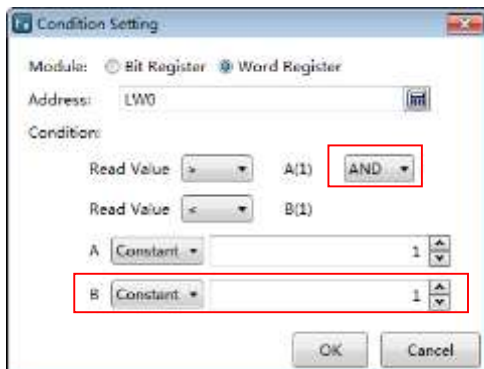 Condition Setting
Module: Bit Register Word Register
Address: LW0
Condition:
Read Value > A(1) AND
Read Value < B(1)
A Constant 1
B Constant 1
OK Cancel